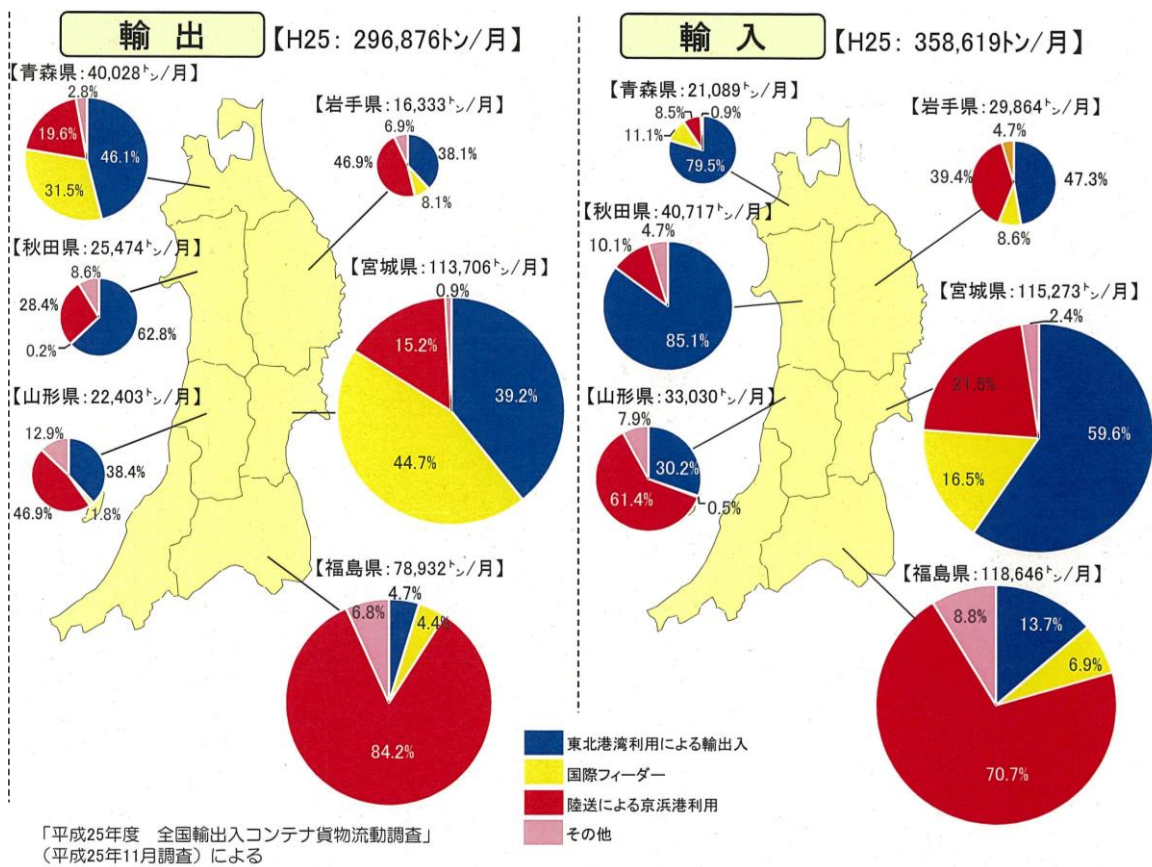 輸出
【H25: 296,876トン/月】
【青森県:40,028トン/月】
2.8%
19.6%
46.1%
31.5%
【岩手県:16,333トン/月】
6.9%
46.9%
38.1%
8.1%
【秋田県:25,474トン/月】
8.6%
28.4%
0.2%
62.8%
【宮城県:113,706トン/月】
0.9%
15.2%
39.2%
44.7%
【山形県:22,403トン/月】
12.9%
38.4%
46.9%
1.8%
【福島県:78,932トン/月】
4.7%
6.8%
4.4%
84.2%
輸入
【H25: 358,619トン/月】
【青森県:21,089トン/月】
8.5%
0.9%
11.1%
79.5%
【岩手県:29,864トン/月】
4.7%
39.4%
47.3%
8.6%
【秋田県:40,717トン/月】
4.7%
10.1%
85.1%
【宮城県:115,273トン/月】
2.4%
21.5%
59.6%
16.5%
【山形県:33,030トン/月】
7.9%
30.2%
61.4%
0.5%
【福島県:118,646トン/月】
8.8%
13.7%
6.9%
70.7%
東北港湾利用による輸出入
国際フィーダー
陸送による京浜港利用
その他
「平成25年度 全国輸出入コンテナ貨物流動調査」
(平成25年11月調査)による